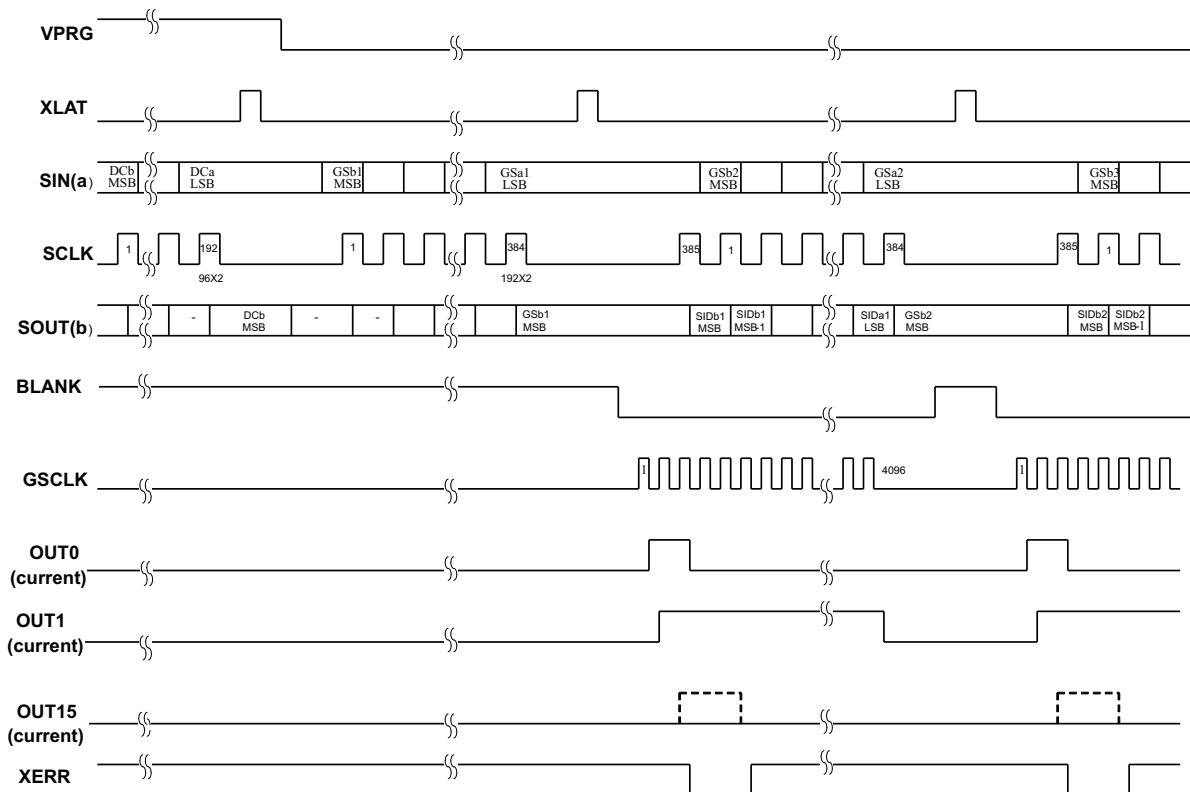 VPRG
XLAT
SIN(a)
DCb
MSB
DCa
LSB
GSb1
MSB
GSa1
LSB
GSb2
MSB
GSa2
LSB
GSb3
MSB
SCLK
1
192
1
384
385
1
384
385
1
96X2
192X2
SOUT(b)
-
DCb
MSB
-
-
GSb1
MSB
SIDb1
MSB
SIDb1
MSB-1
SIDa1
LSB
GSb2
MSB
SIDb2
MSB
SIDb2
MSB-1
BLANK
GSCLK
1
4096
1
OUT0
(current)
OUT1
(current)
OUT15
(current)
XERR